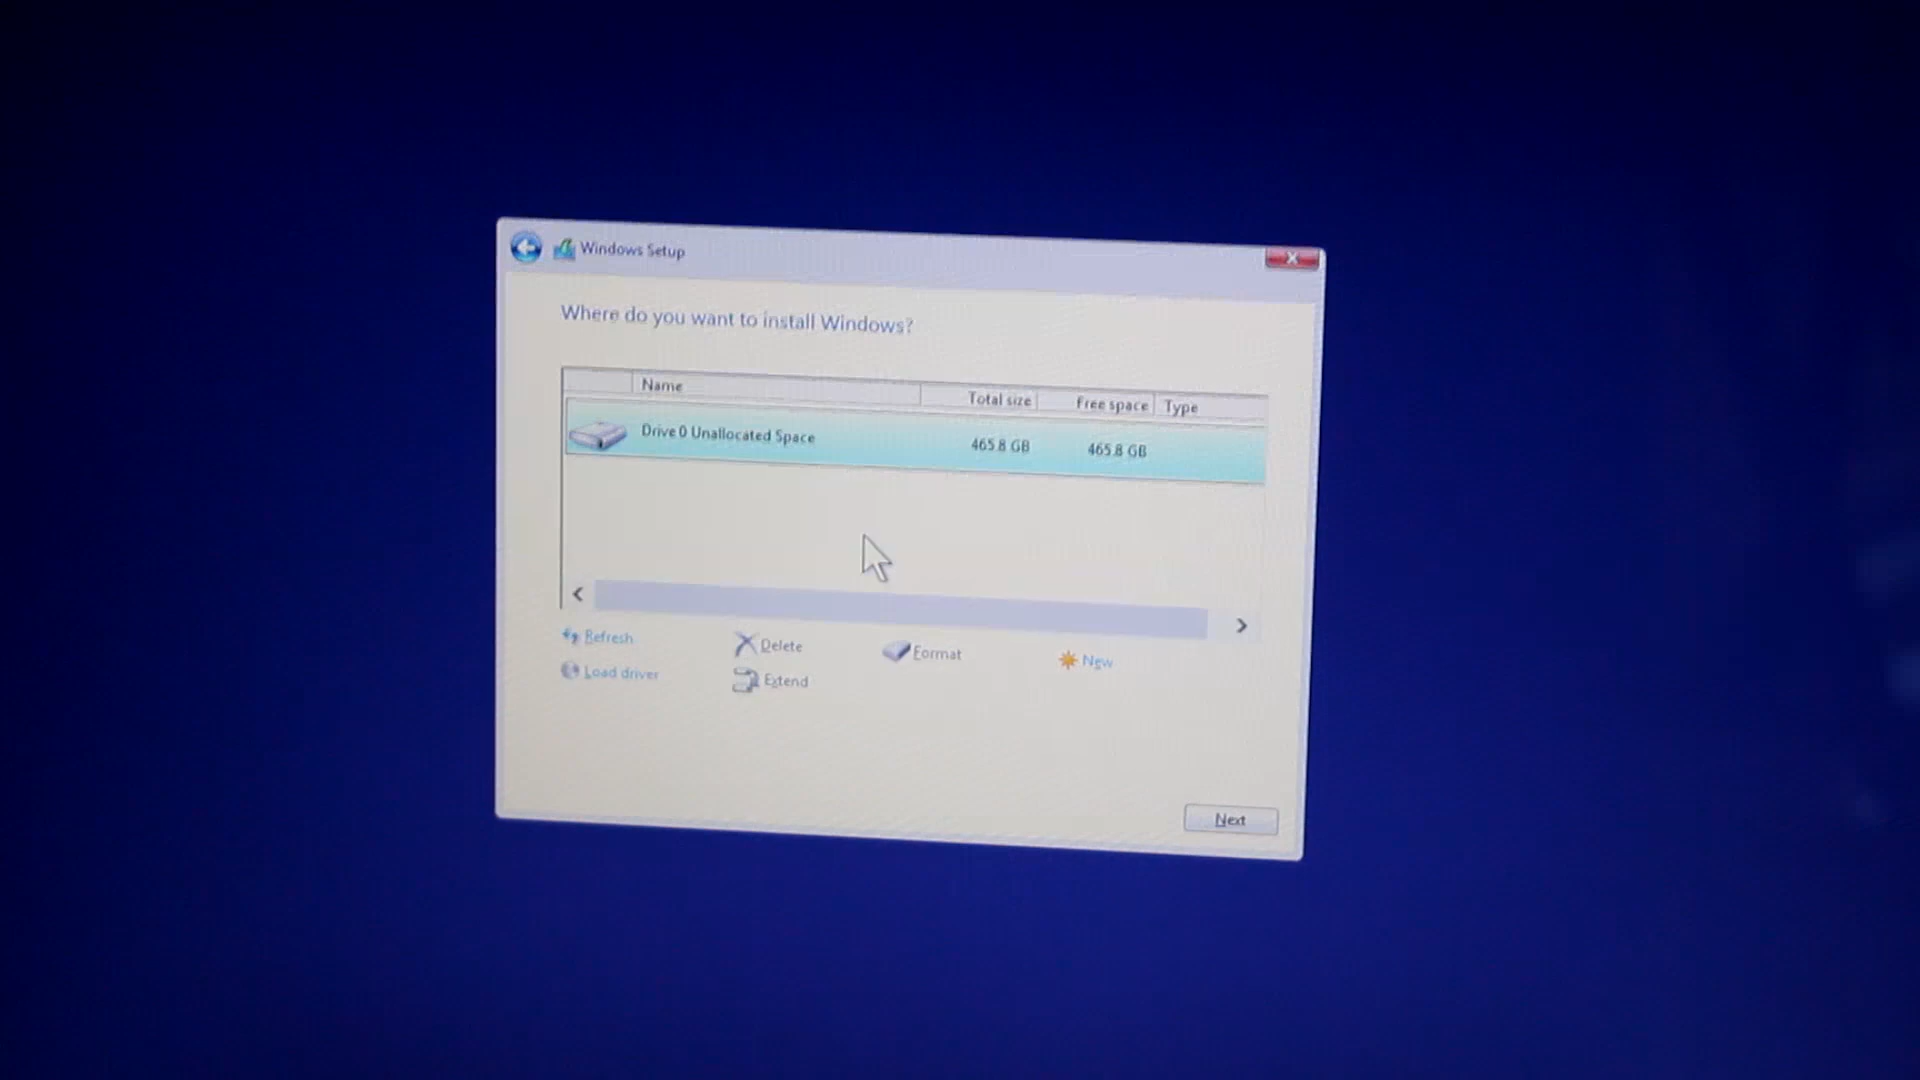 Windows Setup
Where do you want to install Windows?
Name Total size Free space Type
Drive 0 Unallocated Space 465.8 GB 465.8 GB
Refresh Delete Format New
Load driver Extend
Next